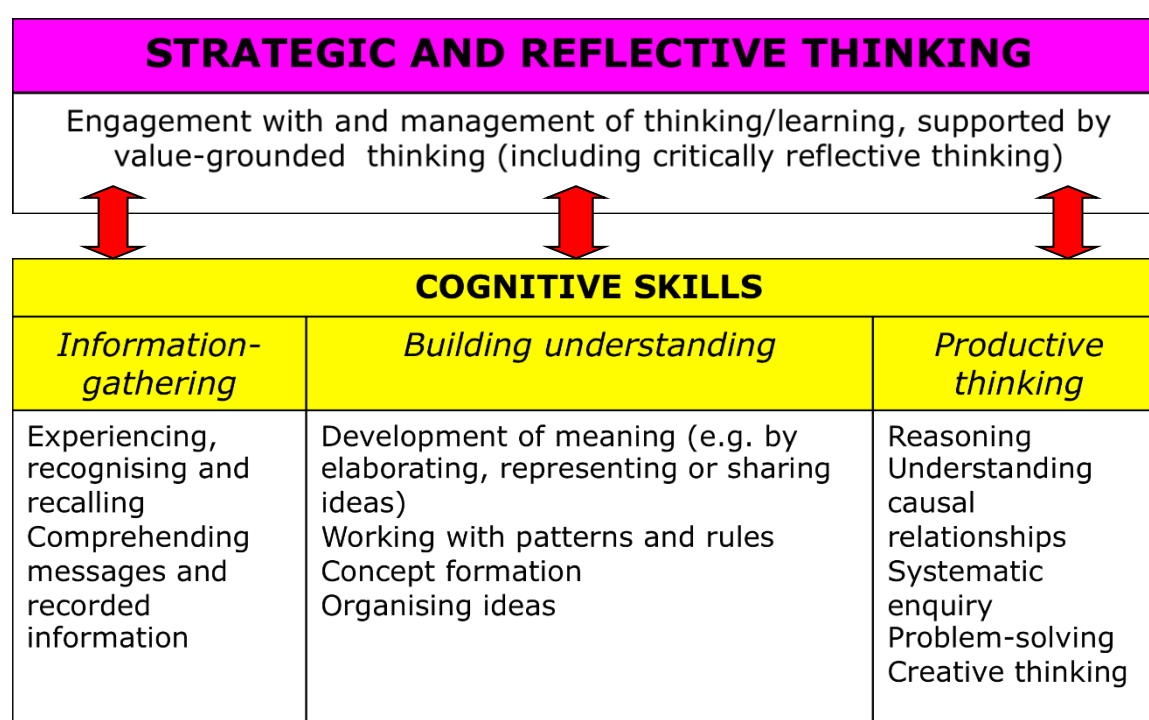 STRATEGIC AND REFLECTIVE THINKING
Engagement with and management of thinking/learning, supported by
value-grounded  thinking (including critically reflective thinking)
COGNITIVE SKILLS
Information-
gathering
Building understanding
Productive
thinking
Experiencing,
recognising and
recalling
Comprehending
messages and
recorded
information
Development of meaning (e.g. by
elaborating, representing or sharing
ideas)
Working with patterns and rules
Concept formation
Organising ideas
Reasoning
Understanding
causal
relationships
Systematic
enquiry
Problem-solving
Creative thinking